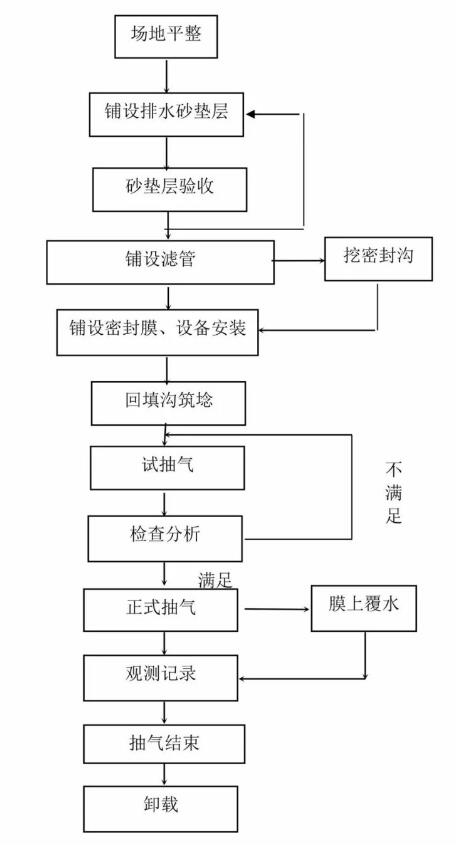 场地平整
铺设排水砂垫层
砂垫层验收
铺设滤管
挖密封沟
铺设密封膜、设备安装
回填沟筑埝
试抽气
不满足
检查分析
满足
正式抽气
膜上覆水
观测记录
抽气结束
卸载